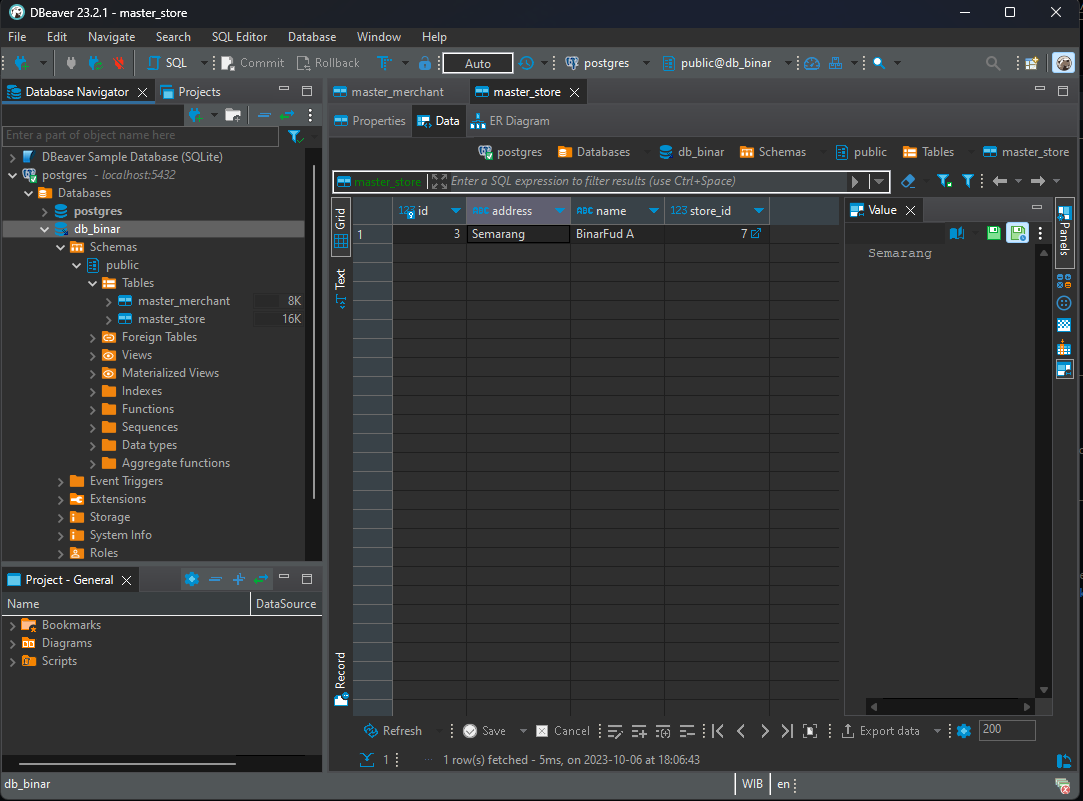 DBeaver 23.2.1 - master_store
File Edit Navigate Search SQL Editor Database Window Help
SQL Commit Rollback Auto postgres public@db_binar
Database Navigator Projects
Enter a part of object name here
DBeaver Sample Database (SQLite)
postgres - localhost:5432
Databases
postgres
db_binar
Schemas
public
Tables
master_merchant 8K
master_store 16K
Foreign Tables
Views
Materialized Views
Indexes
Functions
Sequences
Data types
Aggregate functions
Event Triggers
Extensions
Storage
System Info
Roles
Project - General
Name DataSource
Bookmarks
Diagrams
Scripts
master_merchant master_store
Properties Data ER Diagram
postgres Databases db_binar Schemas public Tables master_store
master_store Enter a SQL expression to filter results (use Ctrl+Space)
Grid
Text
Record
123 id ABC address ABC name 123 store_id
1 3 Semarang BinarFud A 7
Value
Semarang
Panels
Refresh Save Cancel Export data 200
1 1 row(s) fetched - 5ms, on 2023-10-06 at 18:06:43
db_binar WIB en